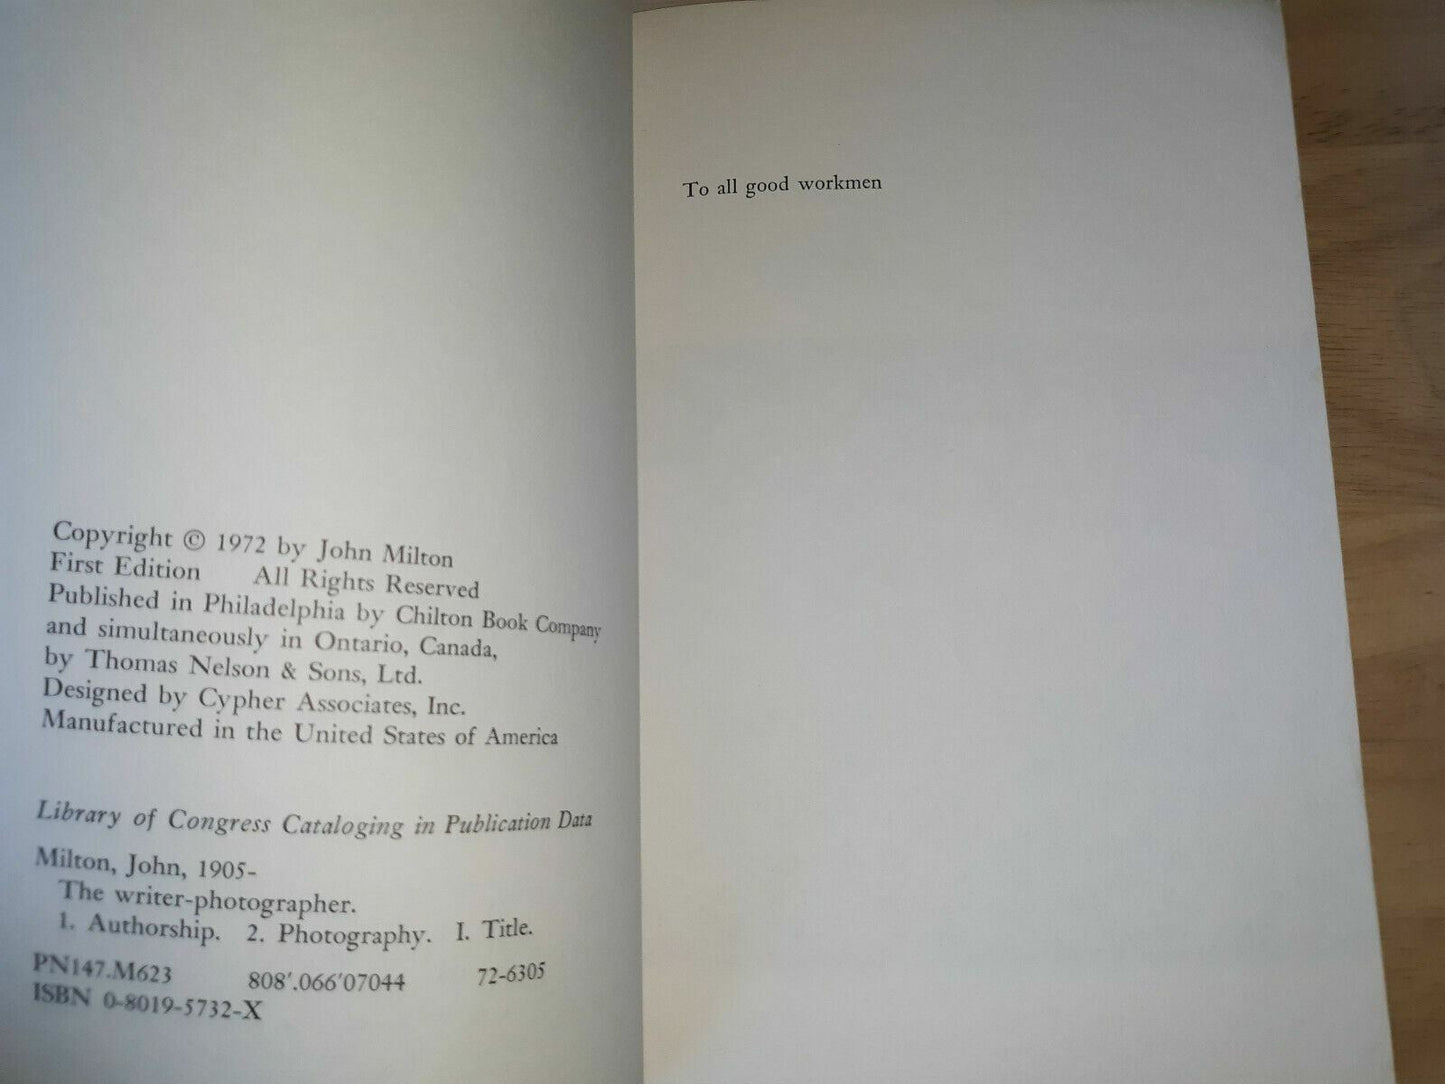 Copyright © 1972 by John Milton
First Edition All Rights Reserved
Published in Philadelphia by Chilton Book Company
and simultaneously in Ontario, Canada,
by Thomas Nelson & Sons, Ltd.
Designed by Cypher Associates, Inc.
Manufactured in the United States of America
Library of Congress Cataloging in Publication Data
Milton, John, 1905-
The writer-photographer.
1. Authorship. 2. Photography. I. Title.
PN147.M623 808'.066'07044 72-6305
ISBN 0-8019-5732-X
To all good workmen